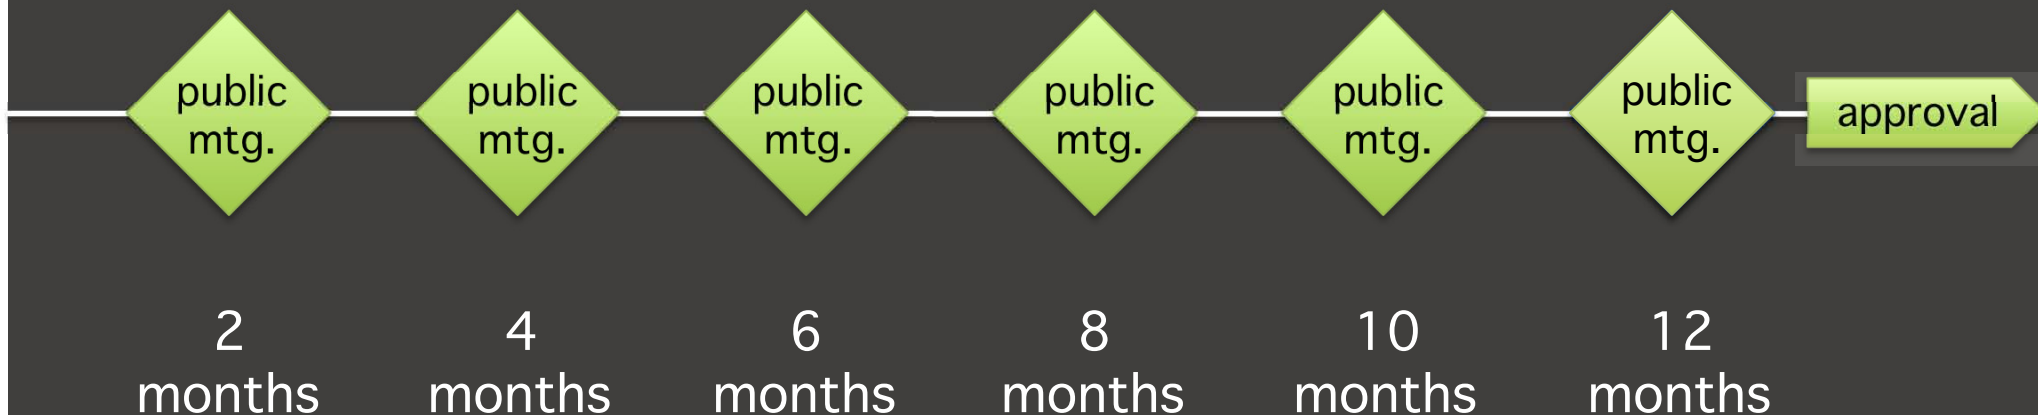 public
mtg.
public
mtg.
public
mtg.
public
mtg.
public
mtg.
public
mtg.
approval
2
months
4
months
6
months
8
months
10
months
12
months